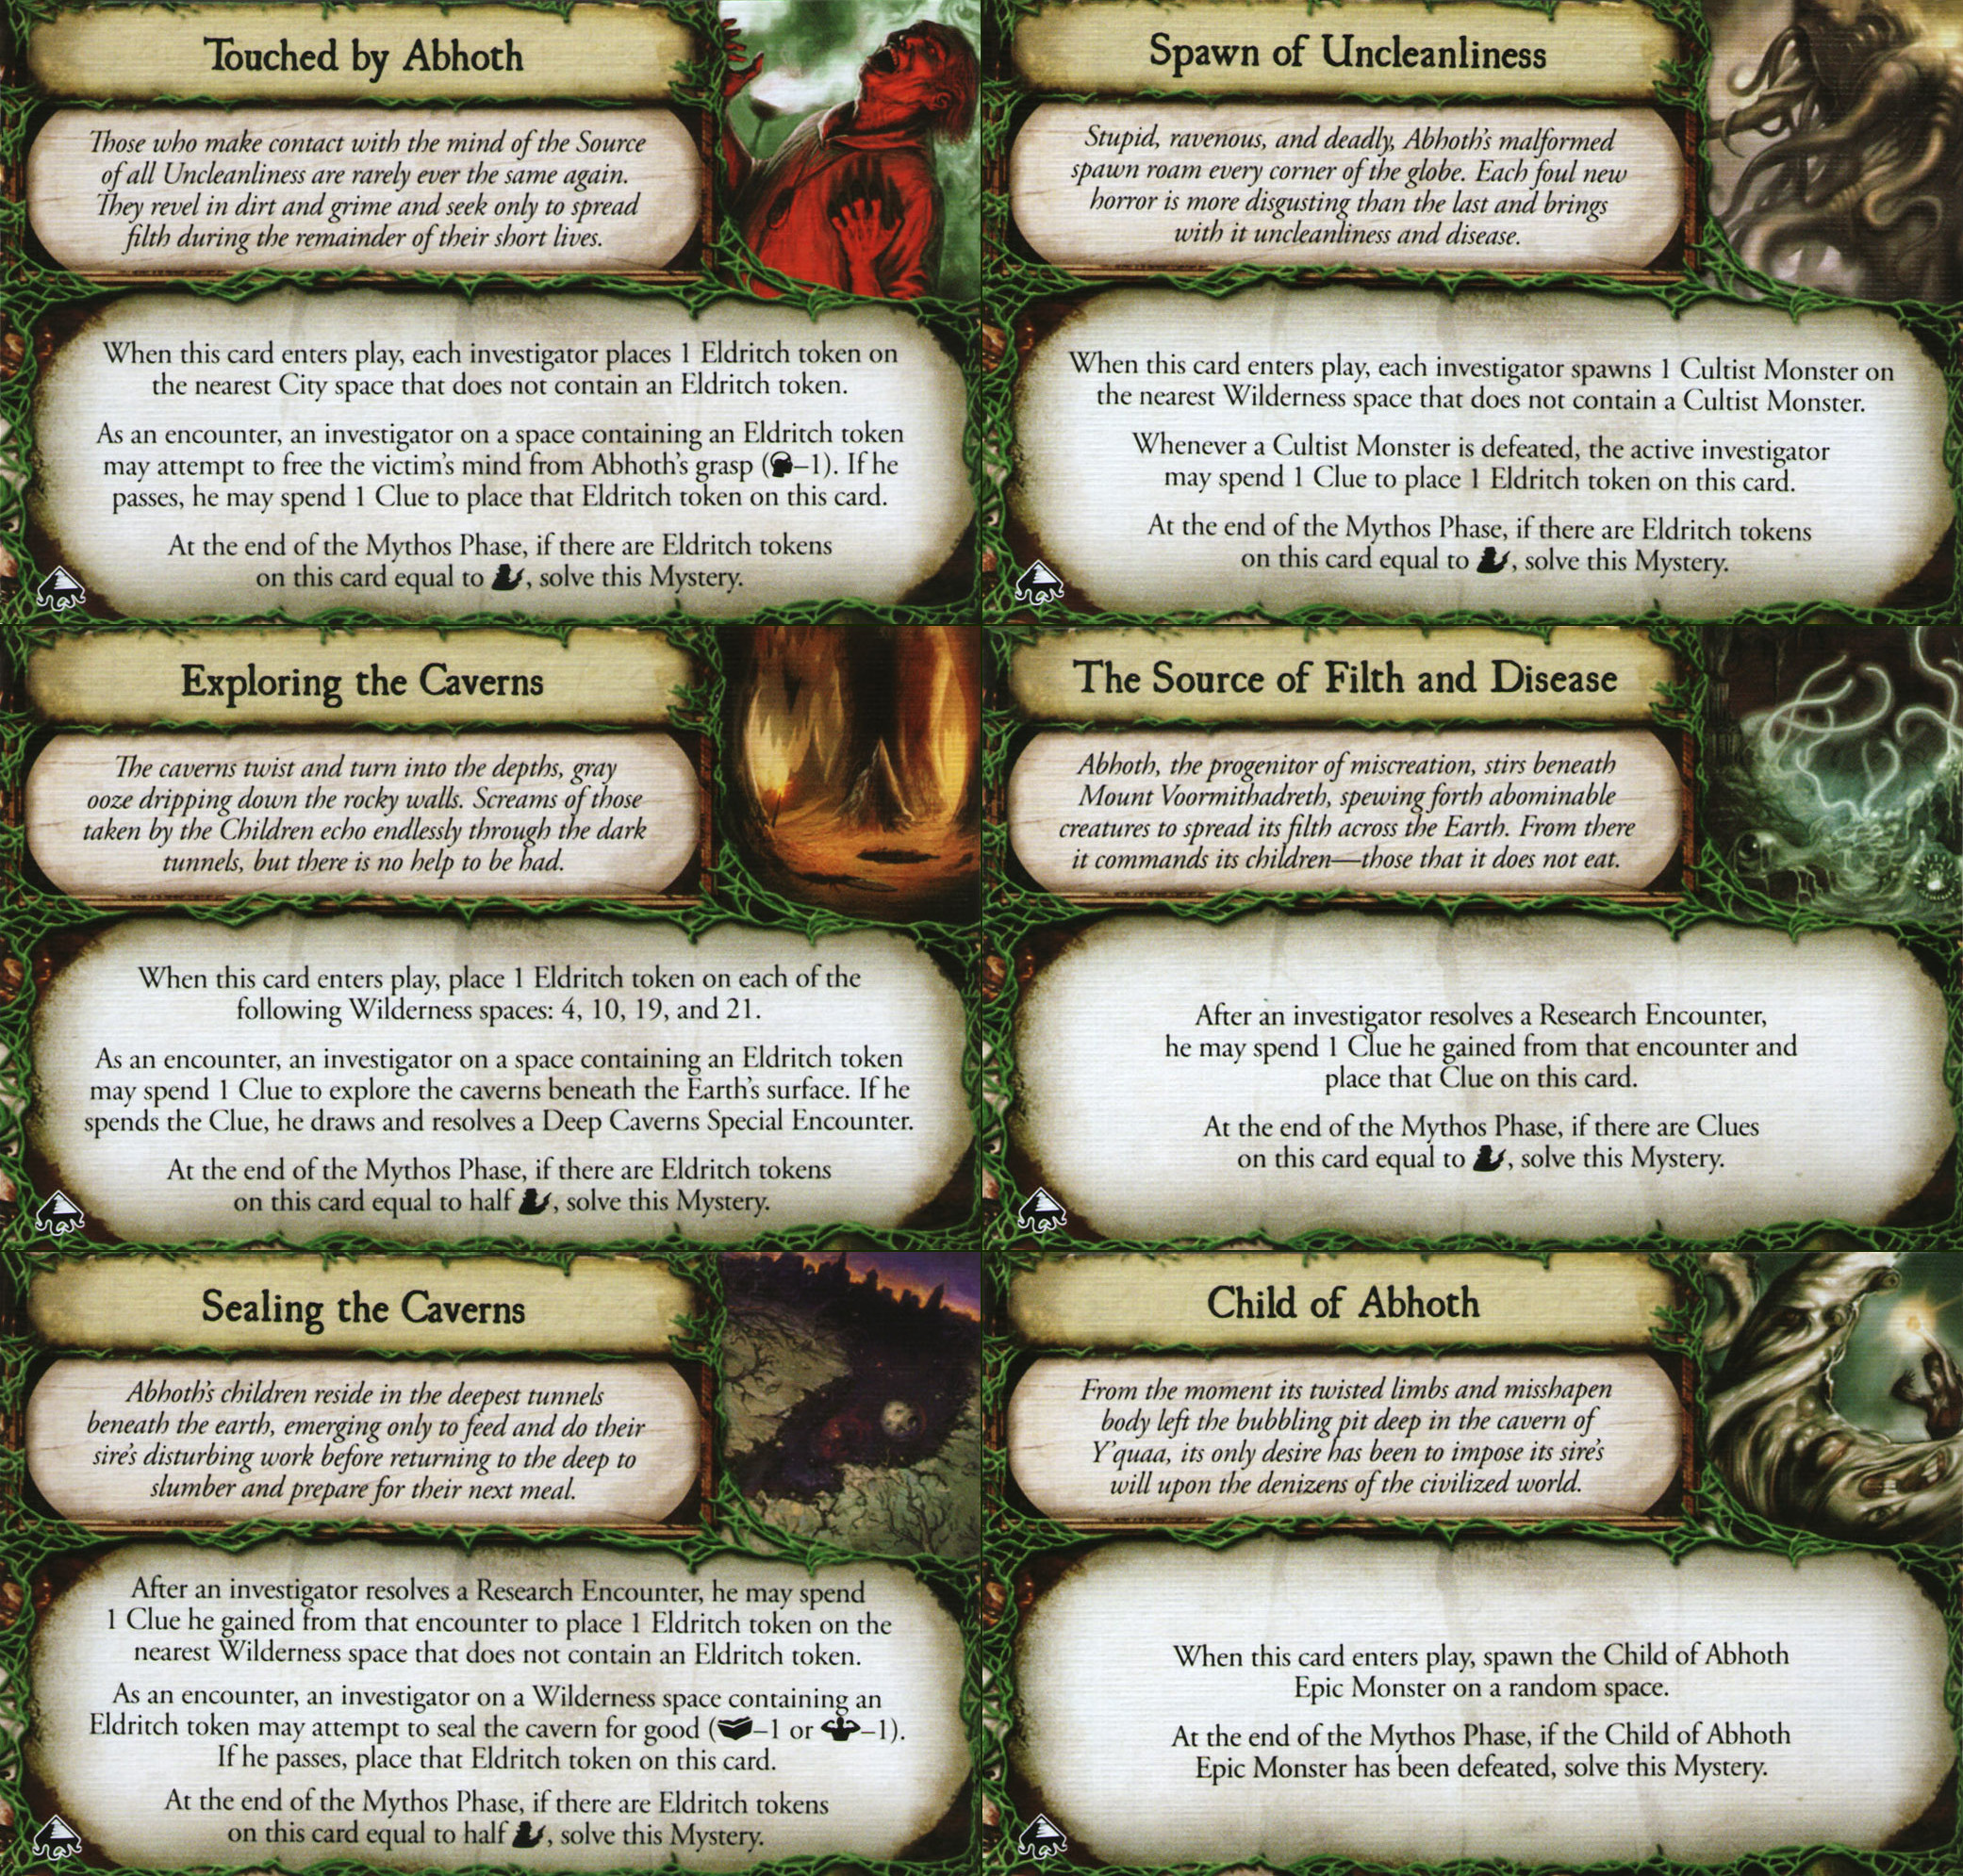 Touched by Abhoth
Those who make contact with the mind of the Source
of all Uncleanliness are rarely ever the same again.
They revel in dirt and grime and seek only to spread
filth during the remainder of their short lives.
When this card enters play, each investigator places 1 Eldritch token on
the nearest City space that does not contain an Eldritch token.
As an encounter, an investigator on a space containing an Eldritch token
may attempt to free the victim's mind from Abhoth's grasp (–1). If he
passes, he may spend 1 Clue to place that Eldritch token on this card.
At the end of the Mythos Phase, if there are Eldritch tokens
on this card equal to , solve this Mystery.
Spawn of Uncleanliness
Stupid, ravenous, and deadly, Abhoth's malformed
spawn roam every corner of the globe. Each foul new
horror is more disgusting than the last and brings
with it uncleanliness and disease.
When this card enters play, each investigator spawns 1 Cultist Monster on
the nearest Wilderness space that does not contain a Cultist Monster.
Whenever a Cultist Monster is defeated, the active investigator
may spend 1 Clue to place 1 Eldritch token on this card.
At the end of the Mythos Phase, if there are Eldritch tokens
on this card equal to , solve this Mystery.
Exploring the Caverns
The caverns twist and turn into the depths, gray
ooze dripping down the rocky walls. Screams of those
taken by the Children echo endlessly through the dark
tunnels, but there is no help to be had.
When this card enters play, place 1 Eldritch token on each of the
following Wilderness spaces: 4, 10, 19, and 21.
As an encounter, an investigator on a space containing an Eldritch token
may spend 1 Clue to explore the caverns beneath the Earth's surface. If he
spends the Clue, he draws and resolves a Deep Caverns Special Encounter.
At the end of the Mythos Phase, if there are Eldritch tokens
on this card equal to half , solve this Mystery.
The Source of Filth and Disease
Abhoth, the progenitor of miscreation, stirs beneath
Mount Voormithadreth, spewing forth abominable
creatures to spread its filth across the Earth. From there
it commands its children—those that it does not eat.
After an investigator resolves a Research Encounter,
he may spend 1 Clue he gained from that encounter and
place that Clue on this card.
At the end of the Mythos Phase, if there are Clues
on this card equal to , solve this Mystery.
Sealing the Caverns
Abhoth's children reside in the deepest tunnels
beneath the earth, emerging only to feed and do their
sire's disturbing work before returning to the deep to
slumber and prepare for their next meal.
After an investigator resolves a Research Encounter, he may spend
1 Clue he gained from that encounter to place 1 Eldritch token on the
nearest Wilderness space that does not contain an Eldritch token.
As an encounter, an investigator on a Wilderness space containing an
Eldritch token may attempt to seal the cavern for good (–1 or –1).
If he passes, place that Eldritch token on this card.
At the end of the Mythos Phase, if there are Eldritch tokens
on this card equal to half , solve this Mystery.
Child of Abhoth
From the moment its twisted limbs and misshapen
body left the bubbling pit deep in the cavern of
Y'quaa, its only desire has been to impose its sire's
will upon the denizens of the civilized world.
When this card enters play, spawn the Child of Abhoth
Epic Monster on a random space.
At the end of the Mythos Phase, if the Child of Abhoth
Epic Monster has been defeated, solve this Mystery.